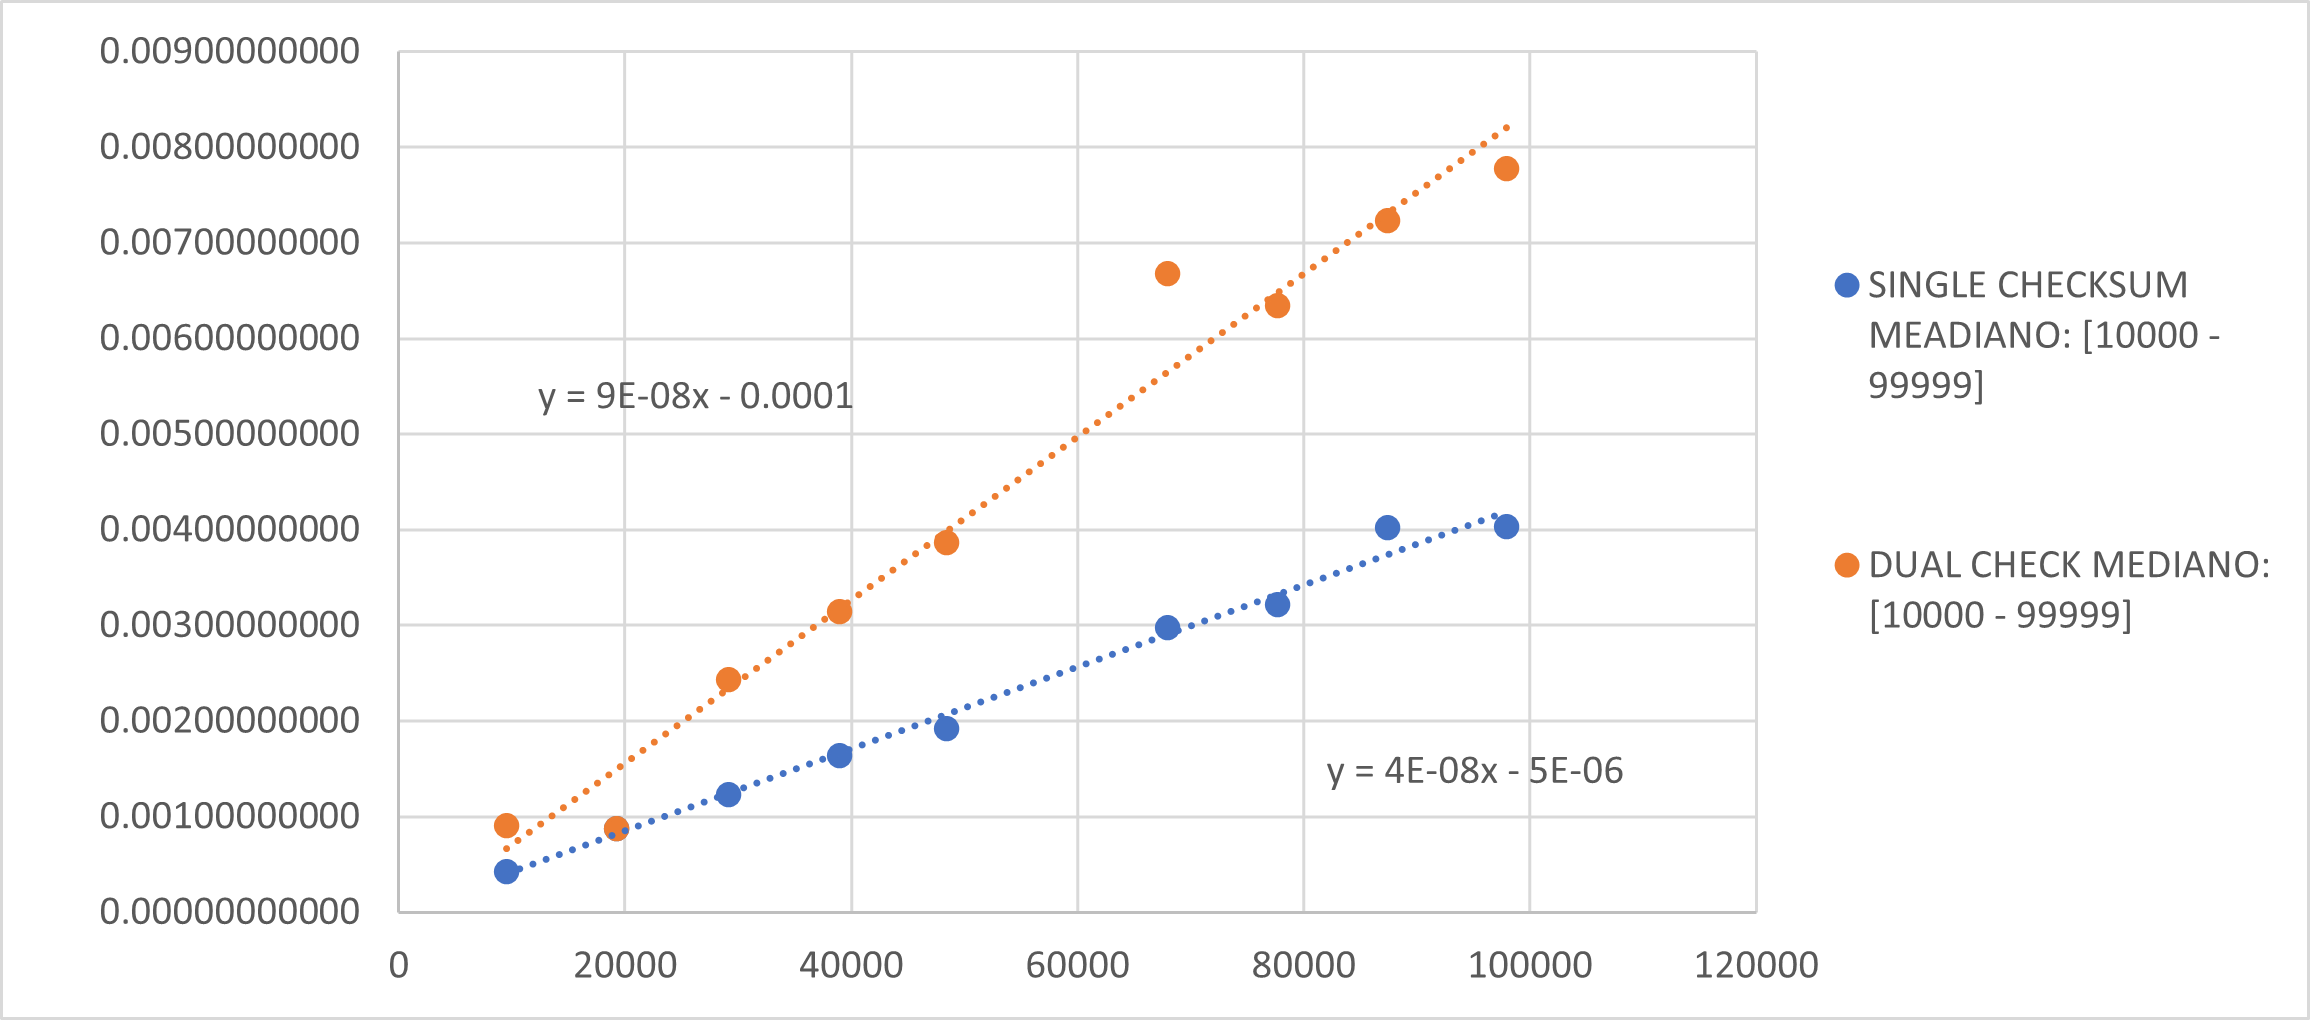 0.00900000000
0.00800000000
0.00700000000
0.00600000000
0.00500000000
0.00400000000
0.00300000000
0.00200000000
0.00100000000
0.00000000000
y = 9E-08x - 0.0001
y = 4E-08x - 5E-06
0 20000 40000 60000 80000 100000 120000
SINGLE CHECKSUM
MEADIANO: [10000 -
99999]
DUAL CHECK MEDIANO:
[10000 - 99999]